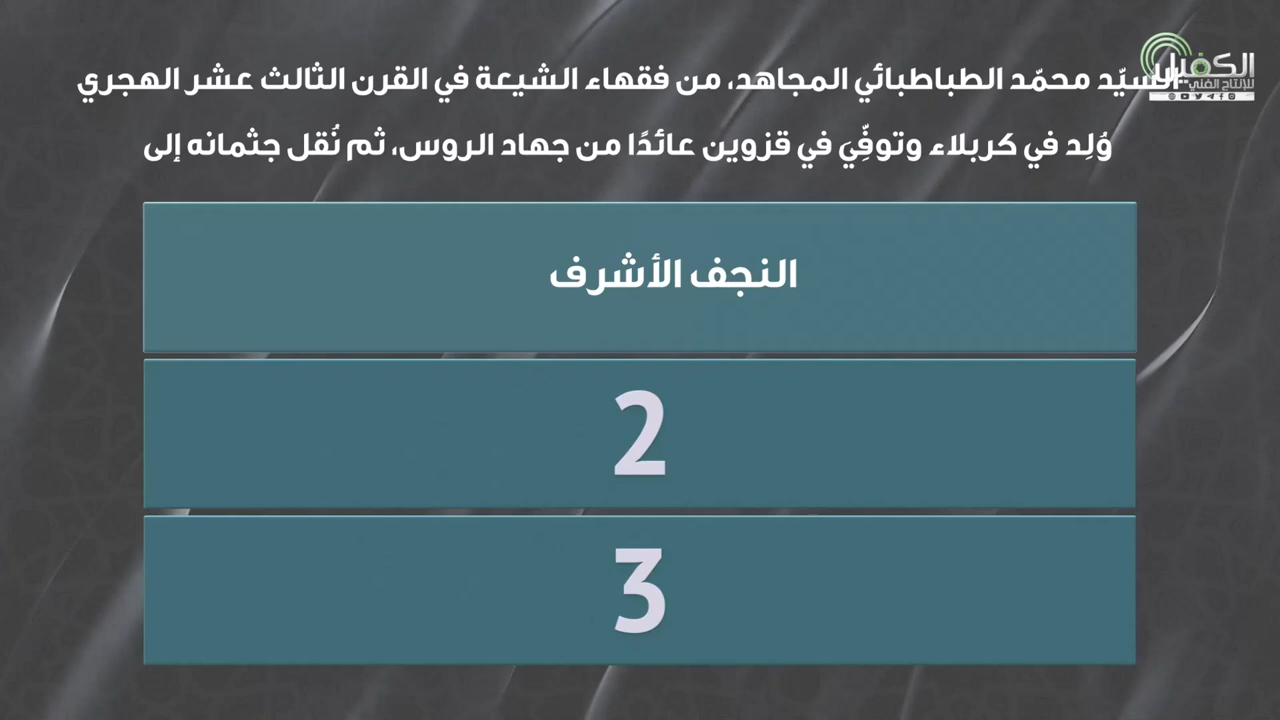 الكفيل
للإنتاج الفني
السيّد محمّد الطباطبائي المجاهد، من فقهاء الشيعة في القرن الثالث عشر الهجري
وُلِد في كربلاء وتوفِّيَ في قزوين عائدًا من جهاد الروس، ثم نُقل جثمانه إلى
النجف الأشرف
2
3